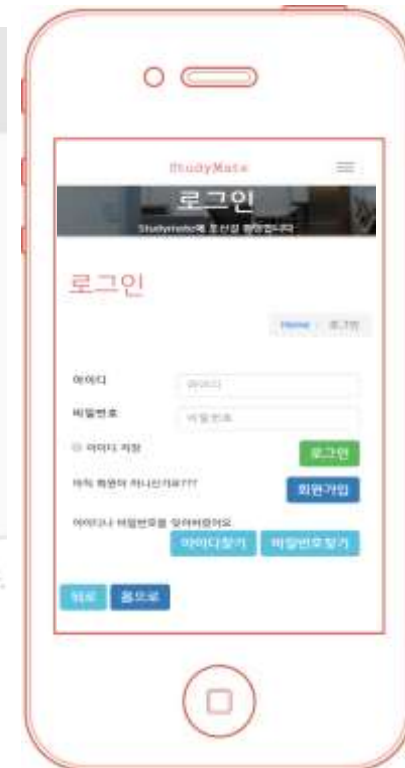 StudyMate
로그인
Studymate에 오신걸 환영합니다
로그인
Home 로그인
아이디 아이디
비밀번호 비밀번호
아이디 저장 로그인
아직 회원이 아니신가요??? 회원가입
아이디나 비밀번호를 잊어버렸어요
아이디찾기 비밀번호찾기
뒤로 홈으로